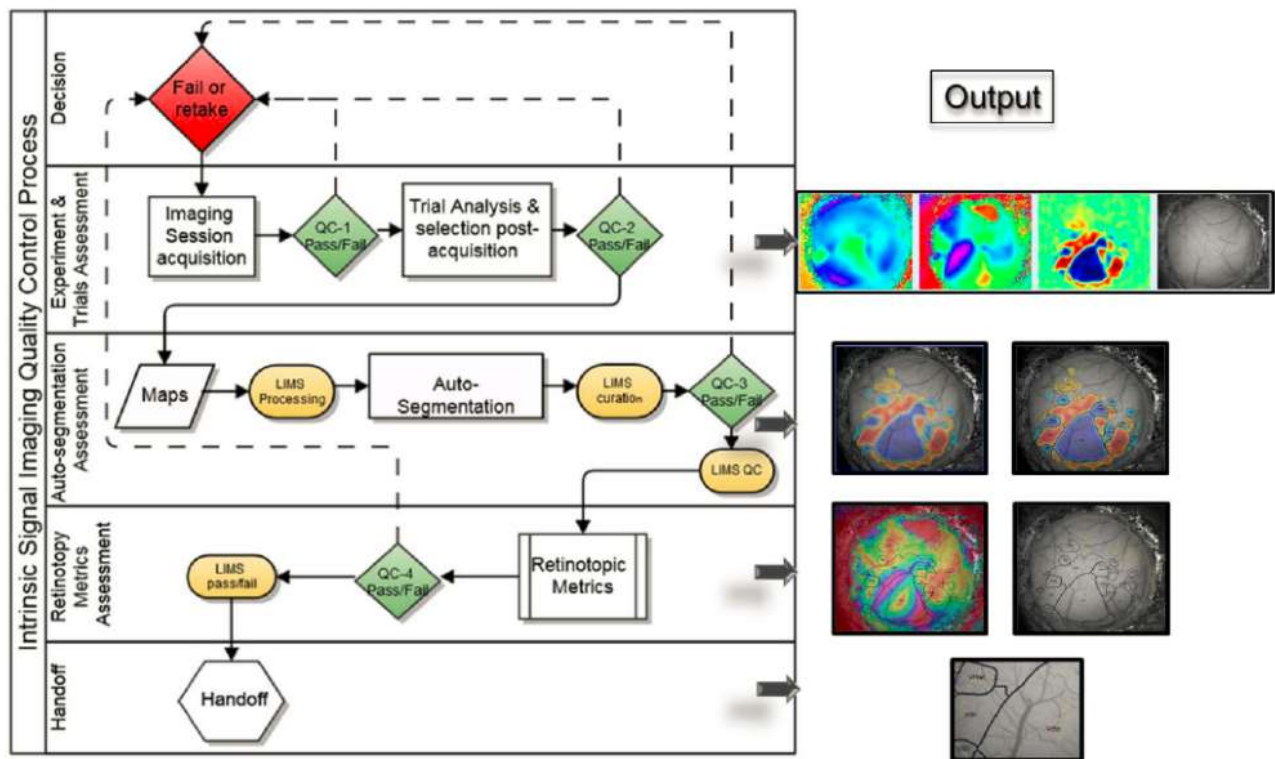 Intrinsic Signal Imaging Quality Control Process
Decision
Fail or
retake
Output
Experiment &
Trials Assessment
Imaging
Session
acquisition
QC-1
Pass/Fail
Trial Analysis &
selection post-
acquisition
QC-2
Pass/Fail
Auto-segmentation
Assessment
Maps
LIMS
Processing
Auto-
Segmentation
LIMS
curation
QC-3
Pass/Fail
LIMS QC
Retinotopy
Metrics
Assessment
LIMS
pass/fail
QC-4
Pass/Fail
Retinotopic
Metrics
Handoff
Handoff